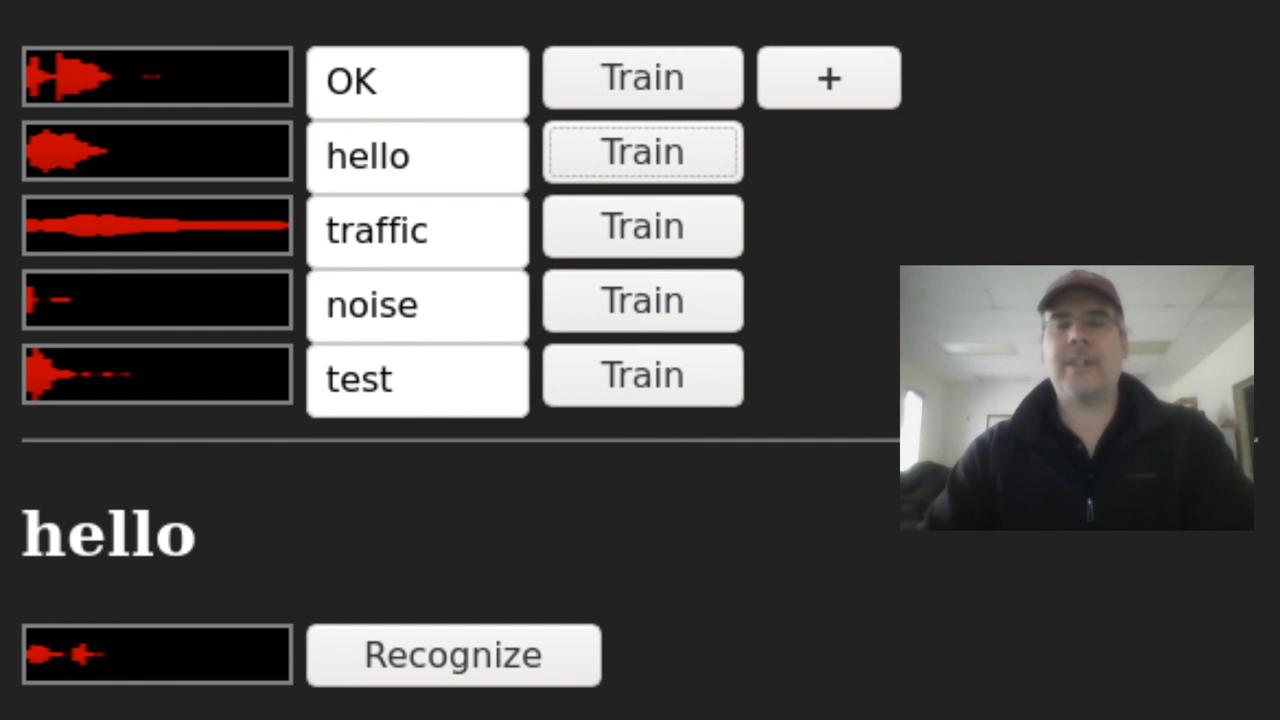 OK Train +
hello Train
traffic Train
noise Train
test Train
hello
Recognize